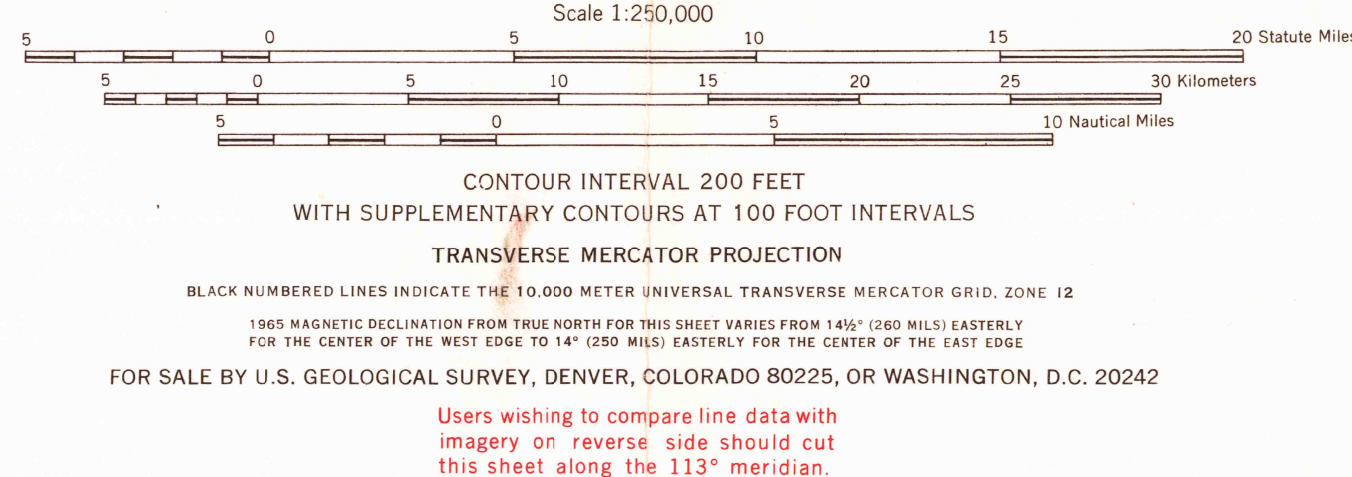 Scale 1:250,000
5 0 5 10 15 20 Statute Miles
5 0 5 10 15 20 25 30 Kilometers
5 0 5 10 Nautical Miles
CONTOUR INTERVAL 200 FEET
WITH SUPPLEMENTARY CONTOURS AT 100 FOOT INTERVALS
TRANSVERSE MERCATOR PROJECTION
BLACK NUMBERED LINES INDICATE THE 10,000 METER UNIVERSAL TRANSVERSE MERCATOR GRID, ZONE 12
1965 MAGNETIC DECLINATION FROM TRUE NORTH FOR THIS SHEET VARIES FROM 14½° (260 MILS) EASTERLY
FOR THE CENTER OF THE WEST EDGE TO 14° (250 MILS) EASTERLY FOR THE CENTER OF THE EAST EDGE
FOR SALE BY U.S. GEOLOGICAL SURVEY, DENVER, COLORADO 80225, OR WASHINGTON, D.C. 20242
Users wishing to compare line data with
imagery on reverse side should cut
this sheet along the 113° meridian.